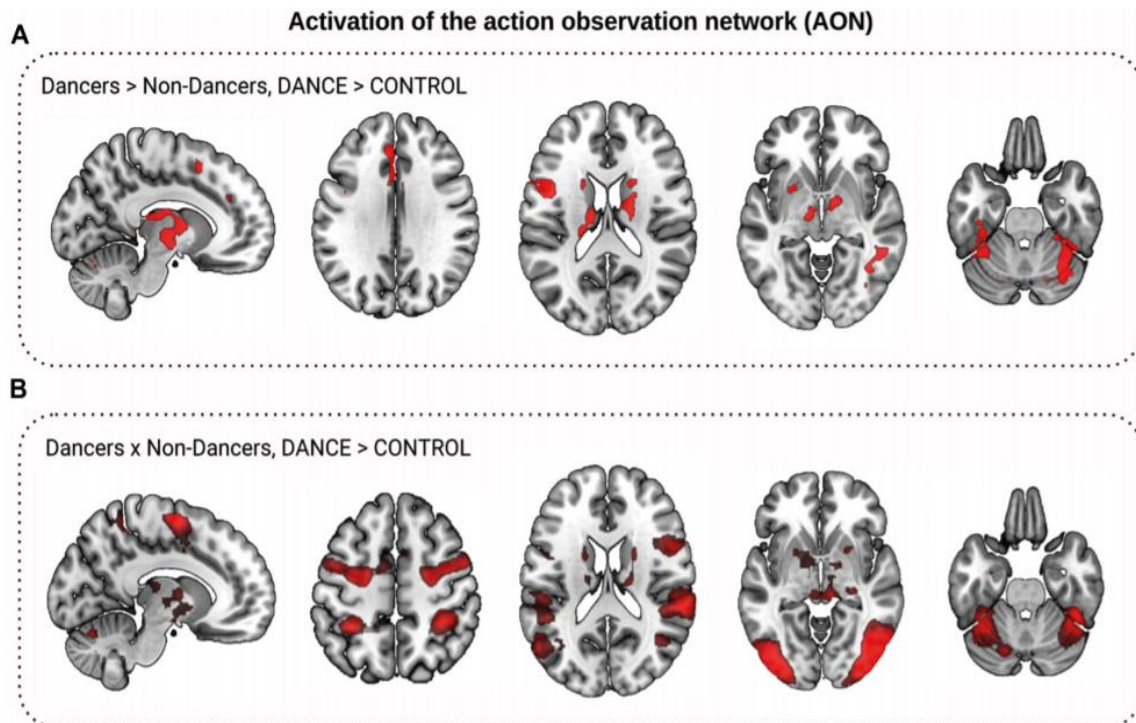 Activation of the action observation network (AON)
A
Dancers > Non-Dancers, DANCE > CONTROL
B
Dancers x Non-Dancers, DANCE > CONTROL